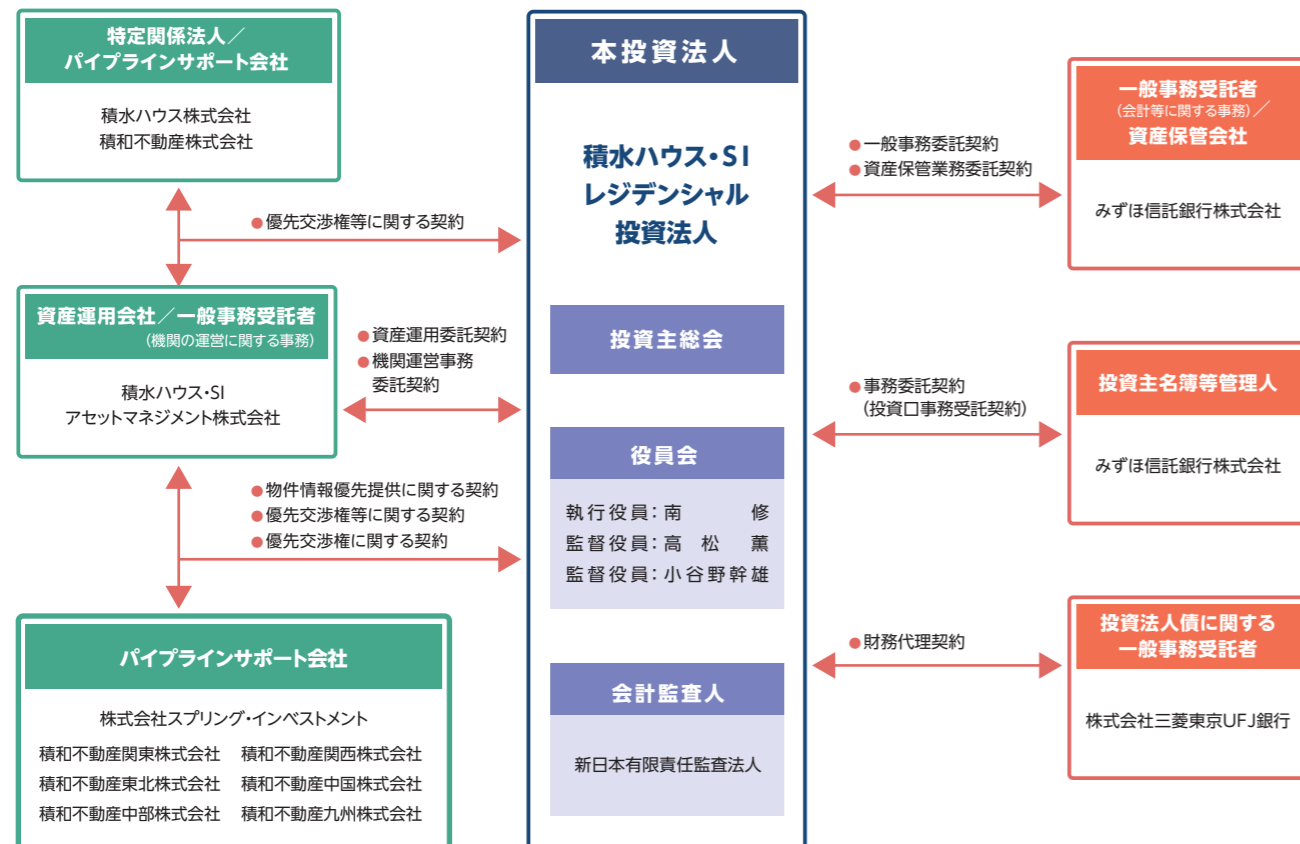 特定関係法人／
パイプラインサポート会社
積水ハウス株式会社
積和不動産株式会社
●優先交渉権等に関する契約
資産運用会社／一般事務受託者
(機関の運営に関する事務)
積水ハウス・SI
アセットマネジメント株式会社
●資産運用委託契約
●機関運営事務
委託契約
●物件情報優先提供に関する契約
●優先交渉権等に関する契約
●優先交渉権に関する契約
パイプラインサポート会社
株式会社スプリング・インベストメント
積和不動産関東株式会社 積和不動産関西株式会社
積和不動産東北株式会社 積和不動産中国株式会社
積和不動産中部株式会社 積和不動産九州株式会社
本投資法人
積水ハウス・SI
レジデンシャル
投資法人
投資主総会
役員会
執行役員：南 修
監督役員：高松 薫
監督役員：小谷野幹雄
会計監査人
新日本有限責任監査法人
●一般事務委託契約
●資産保管業務委託契約
一般事務受託者
(会計等に関する事務)／
資産保管会社
みずほ信託銀行株式会社
●事務委託契約
(投資口事務受託契約)
投資主名簿等管理人
みずほ信託銀行株式会社
●財務代理契約
投資法人債に関する
一般事務受託者
株式会社三菱東京UFJ銀行